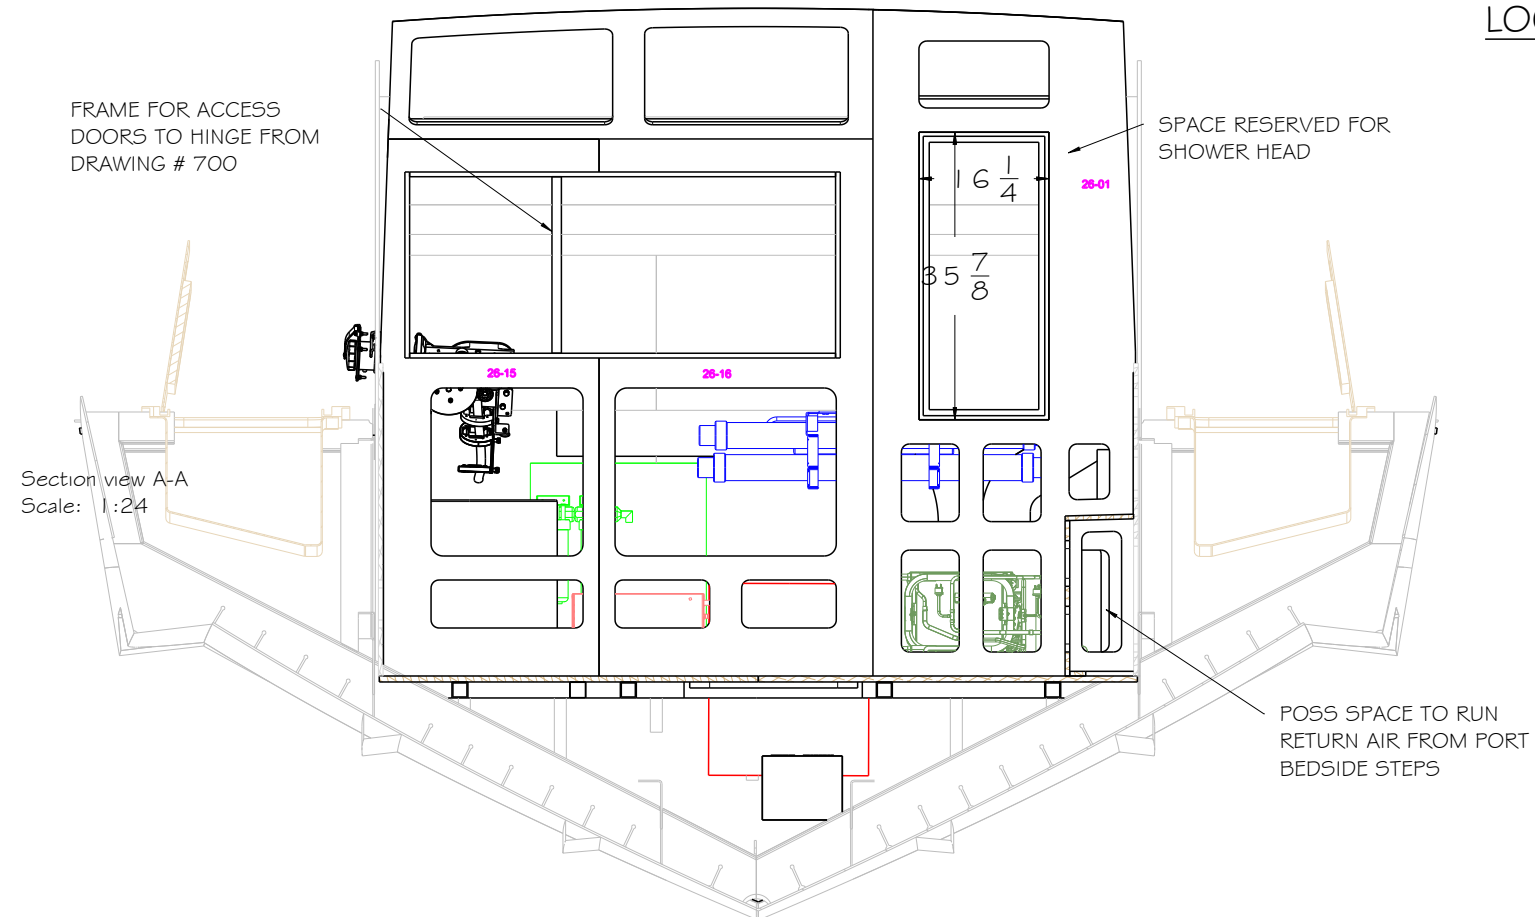 LO
FRAME FOR ACCESS
DOORS TO HINGE FROM
DRAWING # 700
SPACE RESERVED FOR
SHOWER HEAD
26-01
16 1/4
35 7/8
26-15
26-16
Section view A-A
Scale: 1:24
POSS SPACE TO RUN
RETURN AIR FROM PORT
BEDSIDE STEPS